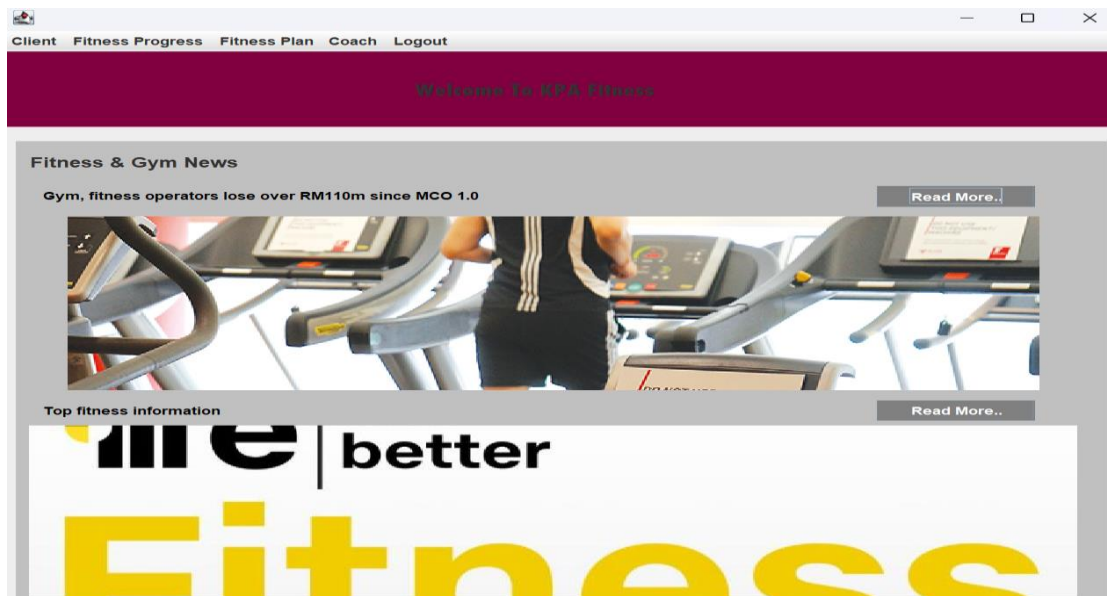 Client Fitness Progress Fitness Plan Coach Logout
Welcome To KPA Fitness
Fitness & Gym News
Gym, fitness operators lose over RM110m since MCO 1.0 Read More..
Top fitness information Read More..
better
Fitness